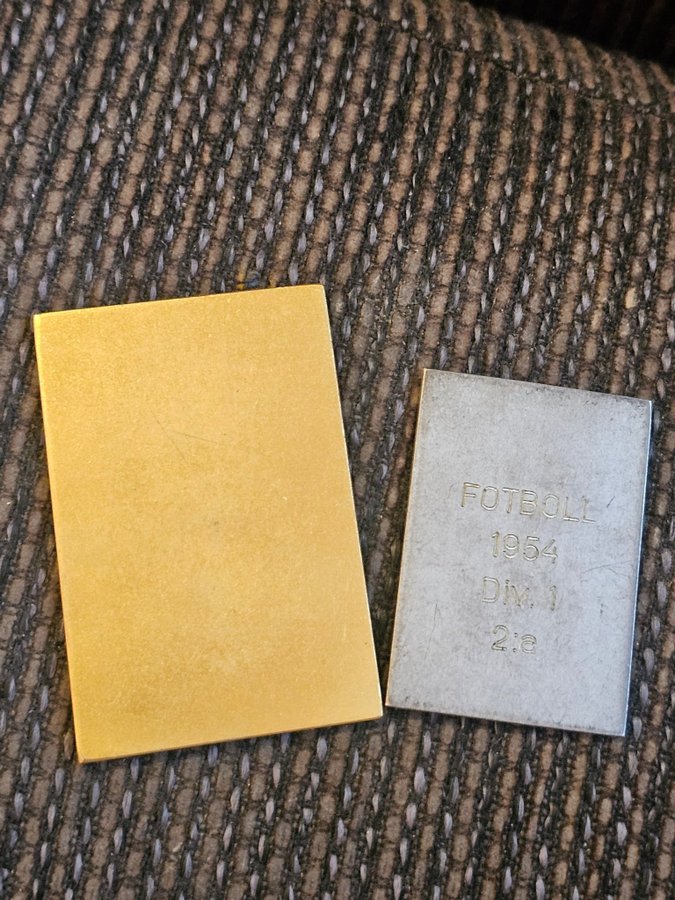 FOTBOLL
1954
Div. 1
2:a